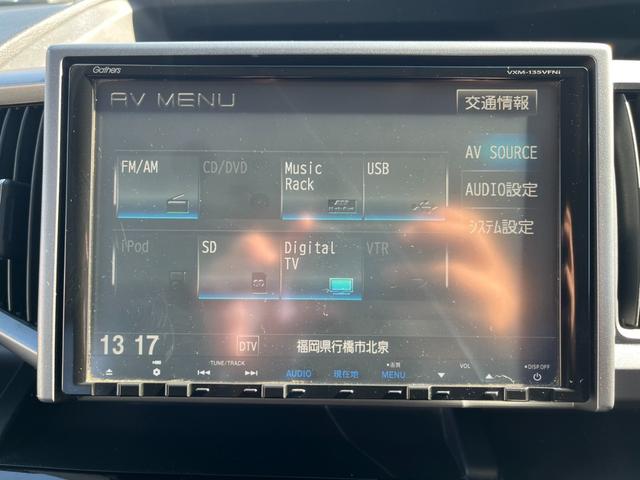 Gathers
VXM-135VFNi
AV MENU
交通情報
FM/AM
CD/DVD
Music Rack
USB
AV SOURCE
AUDIO設定
システム設定
iPod
SD
Digital TV
VTR
13 17
DTV
福岡県行橋市北泉
TUNE/TRACK
AUDIO
現在地
画面
MENU
VOL
DISP OFF